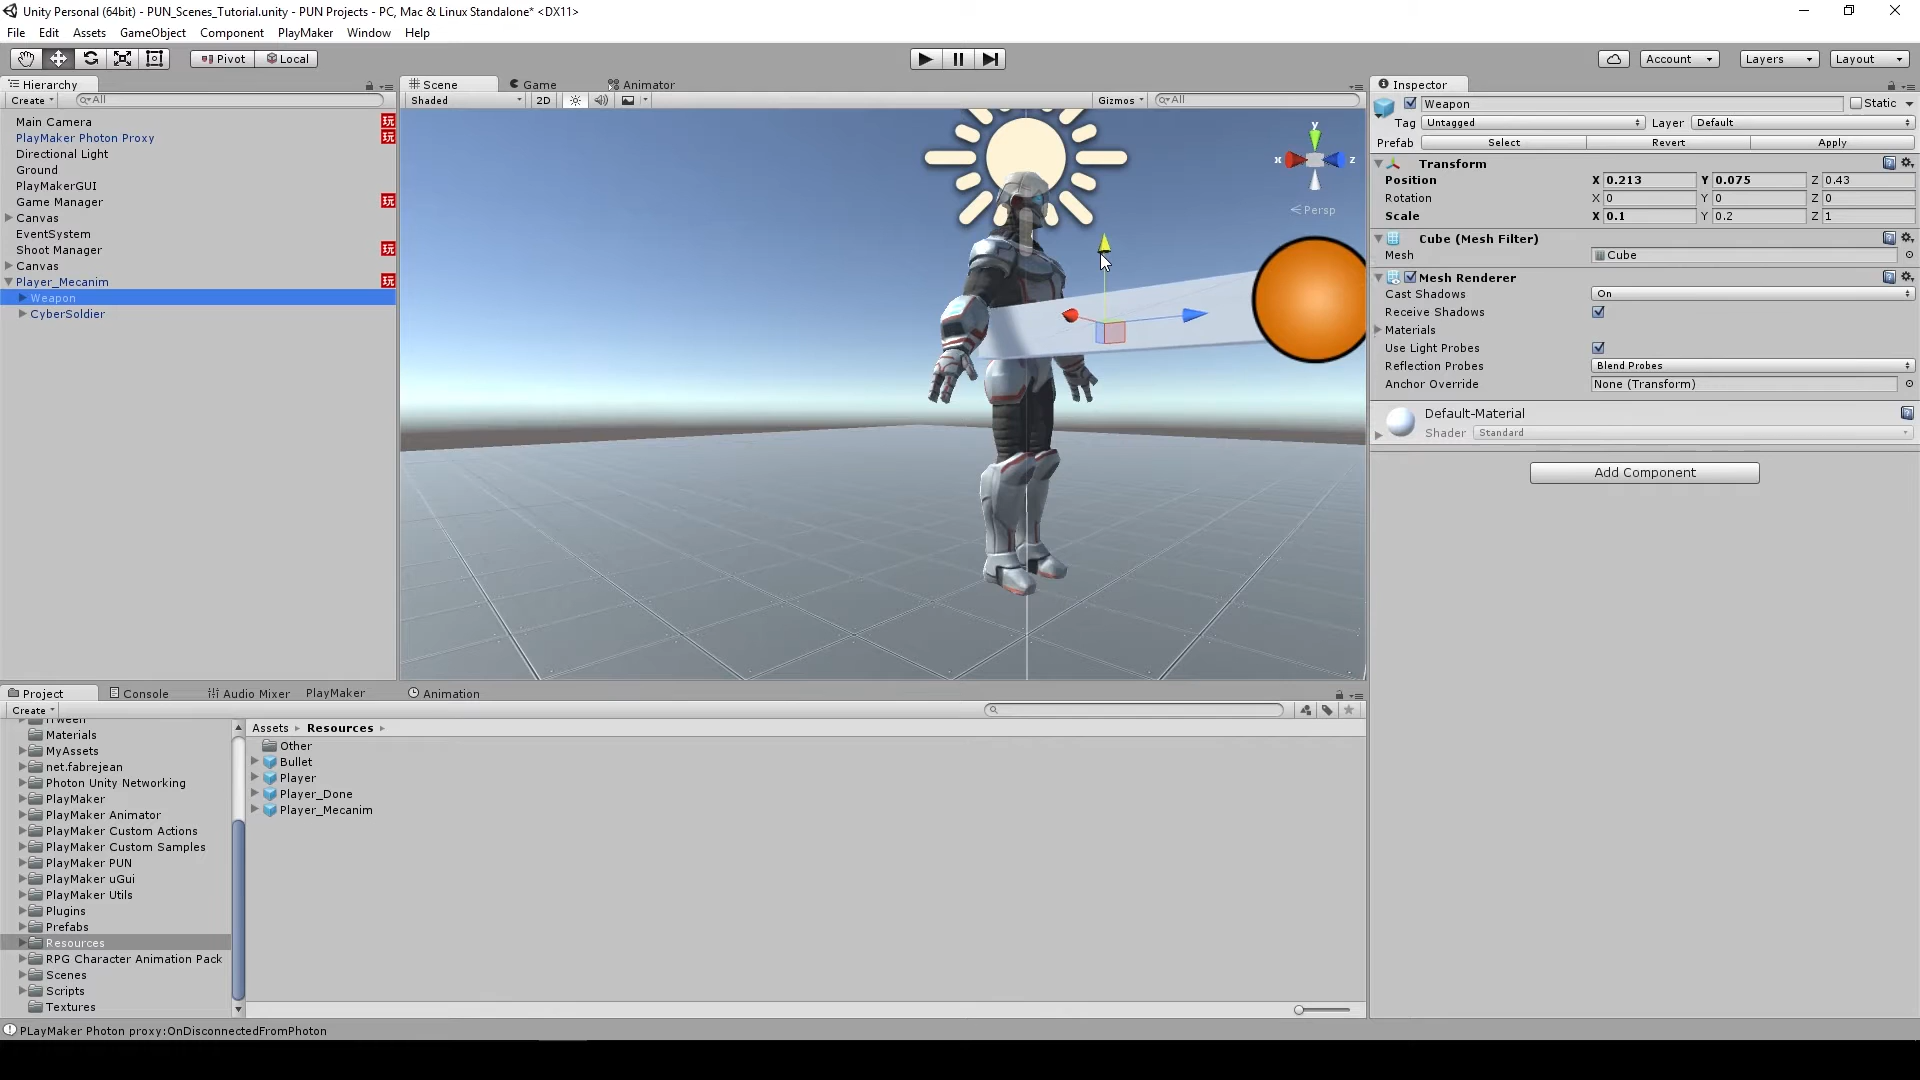 Unity Personal (64bit) - PUN_Scenes_Tutorial.unity - PUN Projects - PC, Mac & Linux Standalone* <DX11>
File Edit Assets GameObject Component PlayMaker Window Help
Pivot Local Account Layers Layout
Hierarchy
Create All
Main Camera 玩
PlayMaker Photon Proxy 玩
Directional Light
Ground
PlayMakerGUI
Game Manager 玩
Canvas
EventSystem
Shoot Manager 玩
Canvas
Player_Mecanim 玩
Weapon
CyberSoldier
Scene Game Animator
Shaded 2D Gizmos All
y
x z
Persp
Inspector
Weapon Static
Tag Untagged Layer Default
Prefab Select Revert Apply
Transform
Position X 0.213 Y 0.075 Z 0.43
Rotation X 0 Y 0 Z 0
Scale X 0.1 Y 0.2 Z 1
Cube (Mesh Filter)
Mesh Cube
Mesh Renderer
Cast Shadows On
Receive Shadows
Materials
Use Light Probes
Reflection Probes Blend Probes
Anchor Override None (Transform)
Default-Material
Shader Standard
Add Component
Project Console Audio Mixer PlayMaker Animation
Create
iTween
Materials
MyAssets
net.fabrejean
Photon Unity Networking
PlayMaker
PlayMaker Animator
PlayMaker Custom Actions
PlayMaker Custom Samples
PlayMaker PUN
PlayMaker uGui
PlayMaker Utils
Plugins
Prefabs
Resources
RPG Character Animation Pack
Scenes
Scripts
Textures
Assets Resources
Other
Bullet
Player
Player_Done
Player_Mecanim
PLayMaker Photon proxy:OnDisconnectedFromPhoton